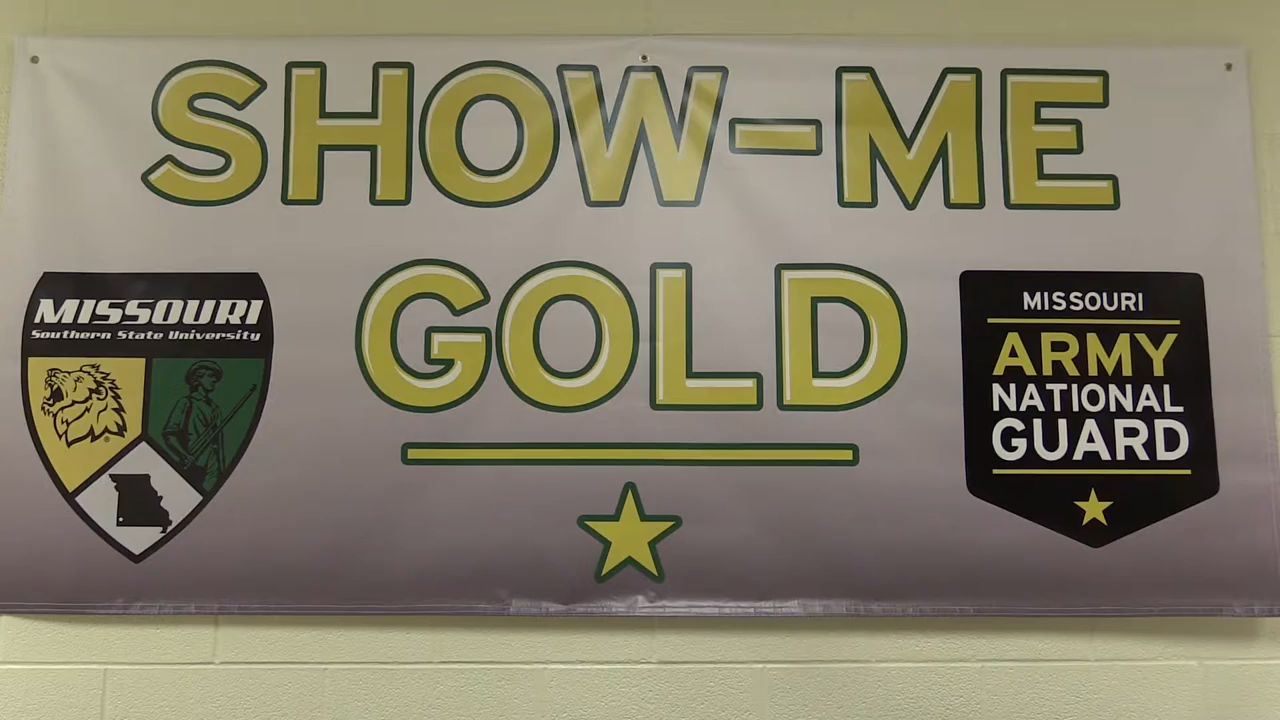 SHOW-ME
GOLD
MISSOURI
Southern State University
MISSOURI
ARMY
NATIONAL
GUARD